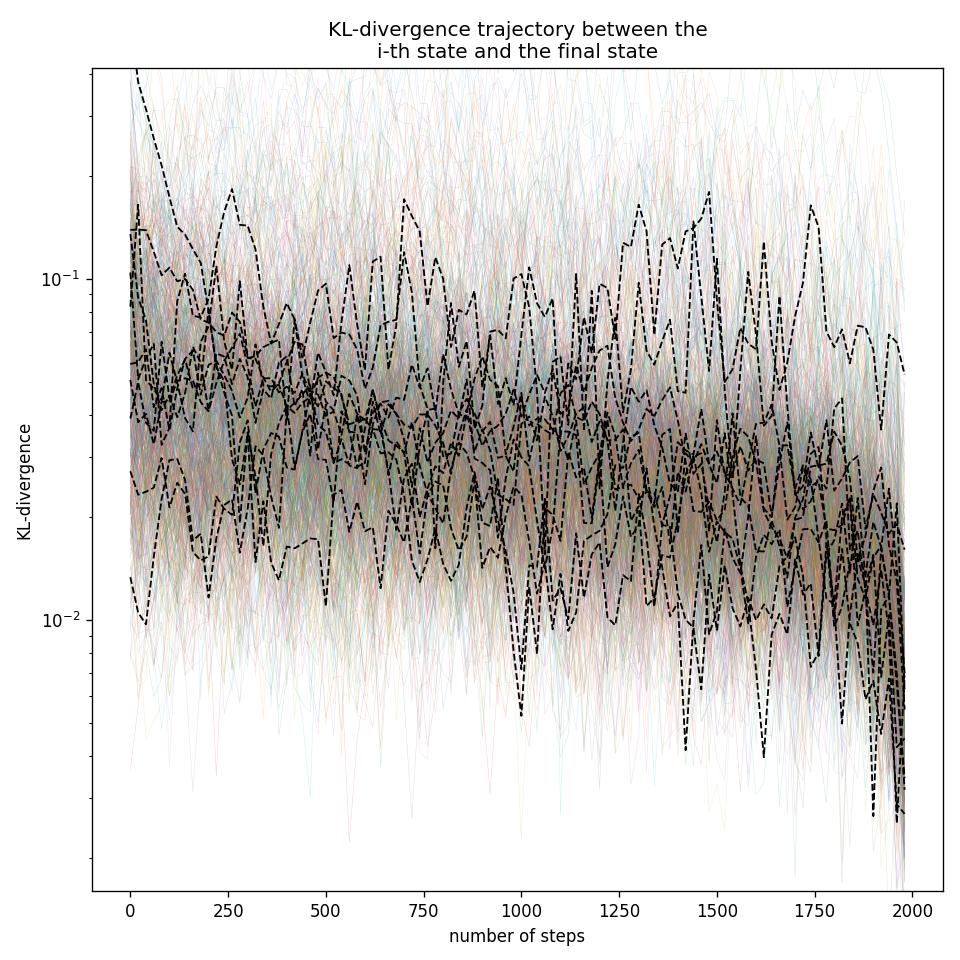 KL-divergence trajectory between the
i-th state and the final state
KL-divergence
10⁻¹
10⁻²
0 250 500 750 1000 1250 1500 1750 2000
number of steps